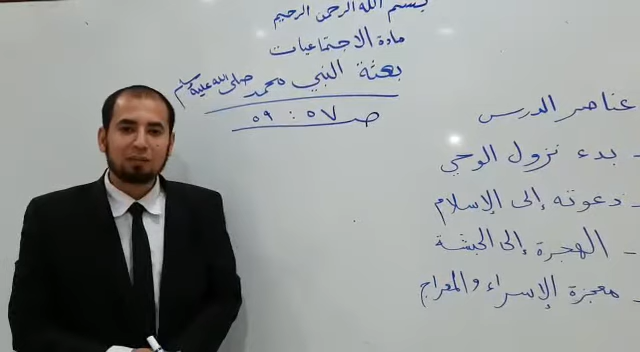 بسم الله الرحمن الرحيم
مادة الاجتماعيات
بعثة النبي محمد صلى الله عليه وسلم
ص ٥٧ : ٥٩
عناصر الدرس
- بدء نزول الوحي
- دعوته إلى الإسلام
- الهجرة إلى الحبشة
- معجزة الإسراء والمعراج